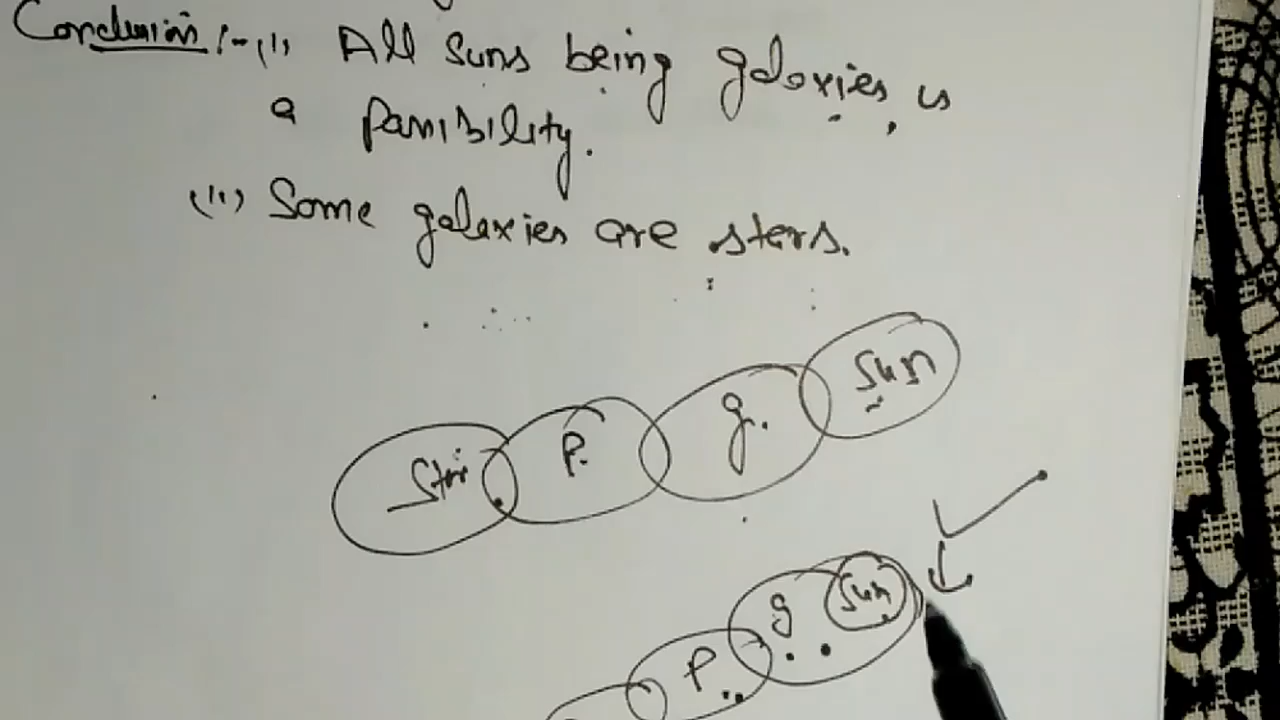 Conclusion :- (i) All Suns being galaxies is
a Possibility.
(ii) Some galaxies are stars.
Star P. g. Sun
P g Sun